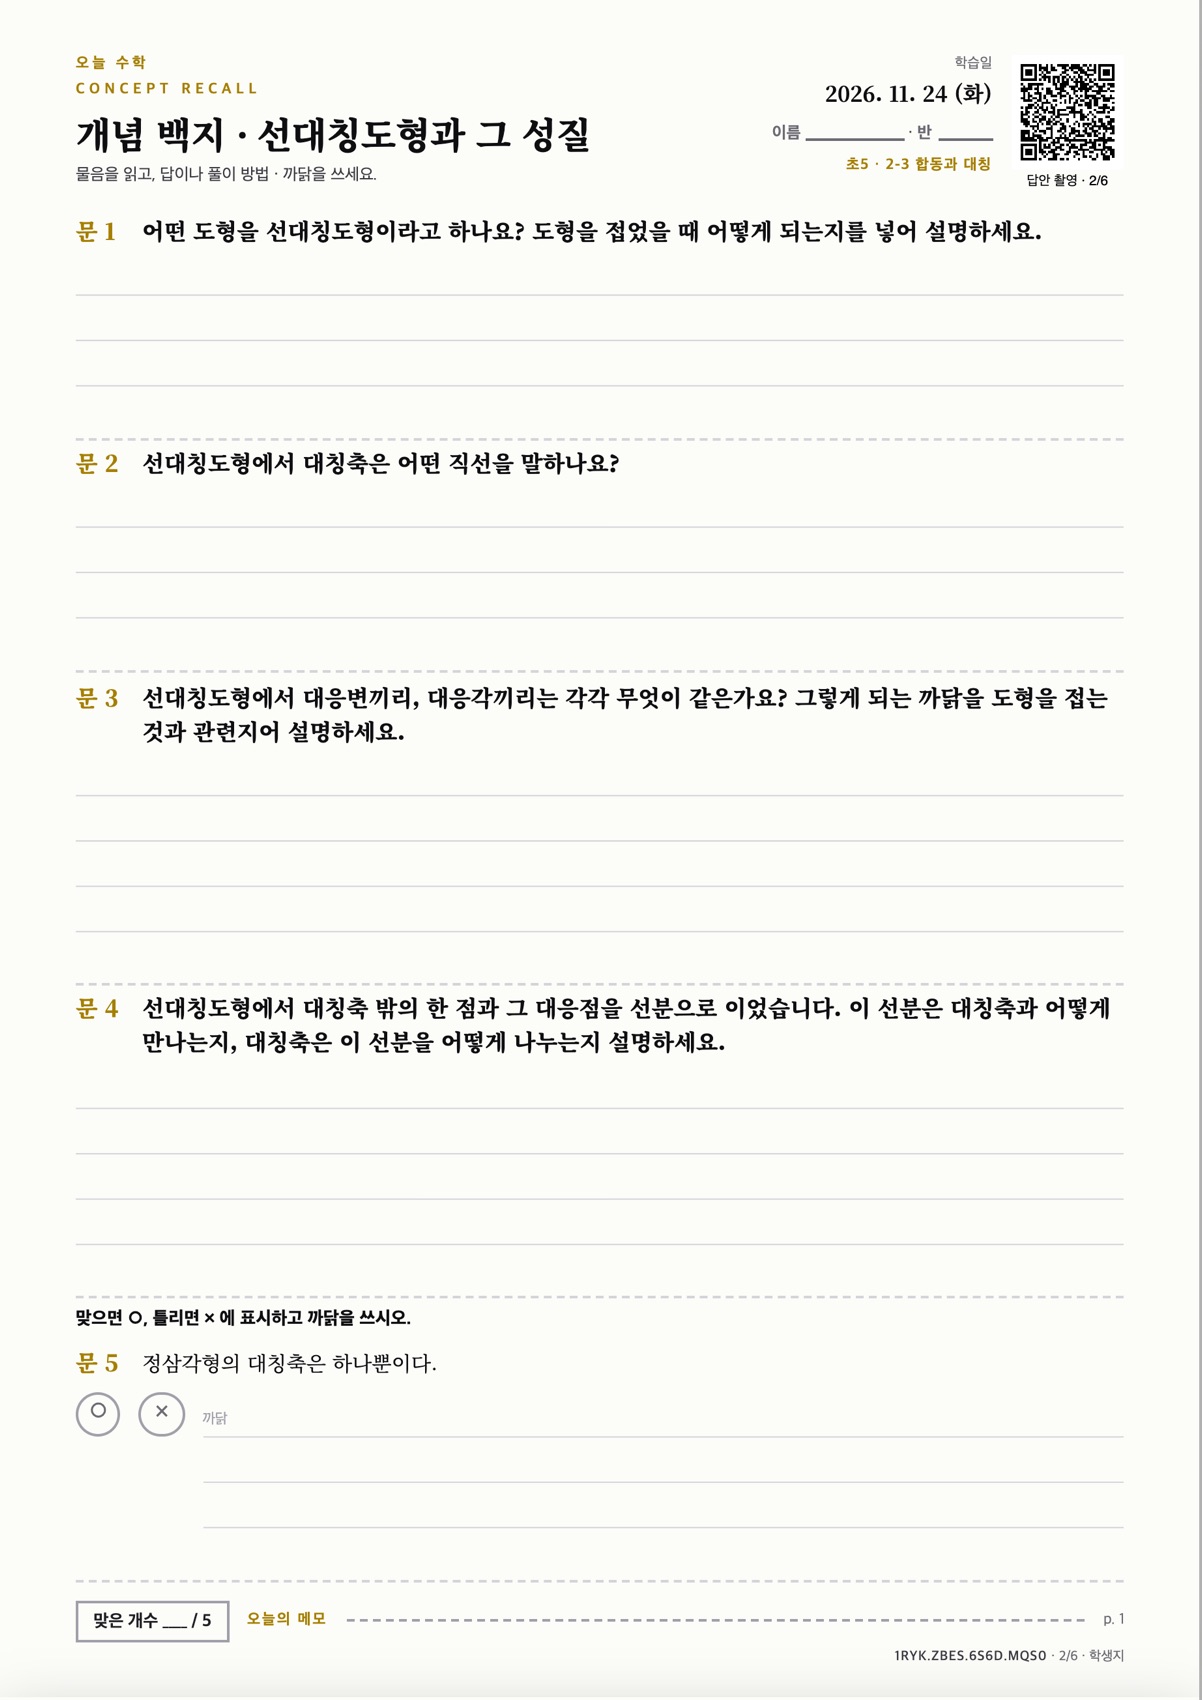 오늘 수학
CONCEPT RECALL
개념 백지 · 선대칭도형과 그 성질
물음을 읽고, 답이나 풀이 방법 · 까닭을 쓰세요.
학습일
2026. 11. 24 (화)
이름 ______ · 반 ____
초5 · 2-3 합동과 대칭
답안 촬영 · 2/6
문 1 어떤 도형을 선대칭도형이라고 하나요? 도형을 접었을 때 어떻게 되는지를 넣어 설명하세요.
문 2 선대칭도형에서 대칭축은 어떤 직선을 말하나요?
문 3 선대칭도형에서 대응변끼리, 대응각끼리는 각각 무엇이 같은가요? 그렇게 되는 까닭을 도형을 접는
것과 관련지어 설명하세요.
문 4 선대칭도형에서 대칭축 밖의 한 점과 그 대응점을 선분으로 이었습니다. 이 선분은 대칭축과 어떻게
만나는지, 대칭축은 이 선분을 어떻게 나누는지 설명하세요.
맞으면 ○, 틀리면 × 에 표시하고 까닭을 쓰시오.
문 5 정삼각형의 대칭축은 하나뿐이다.
○ × 까닭
맞은 개수 ___ / 5 오늘의 메모 p. 1
1RYK.ZBES.6S6D.MQS0 · 2/6 · 학생지